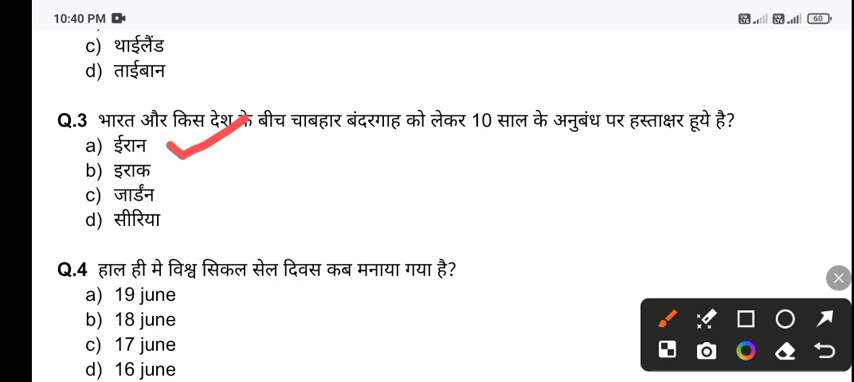 10:40 PM
60
c) थाईलैंड
d) ताईबान
Q.3 भारत और किस देश के बीच चाबहार बंदरगाह को लेकर 10 साल के अनुबंध पर हस्ताक्षर हूये है?
a) ईरान
b) इराक
c) जार्डन
d) सीरिया
Q.4 हाल ही मे विश्व सिकल सेल दिवस कब मनाया गया है?
a) 19 june
b) 18 june
c) 17 june
d) 16 june